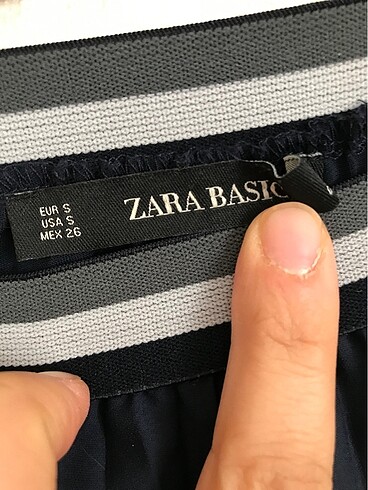 EUR S
USA S
MEX 26
ZARA BASIC